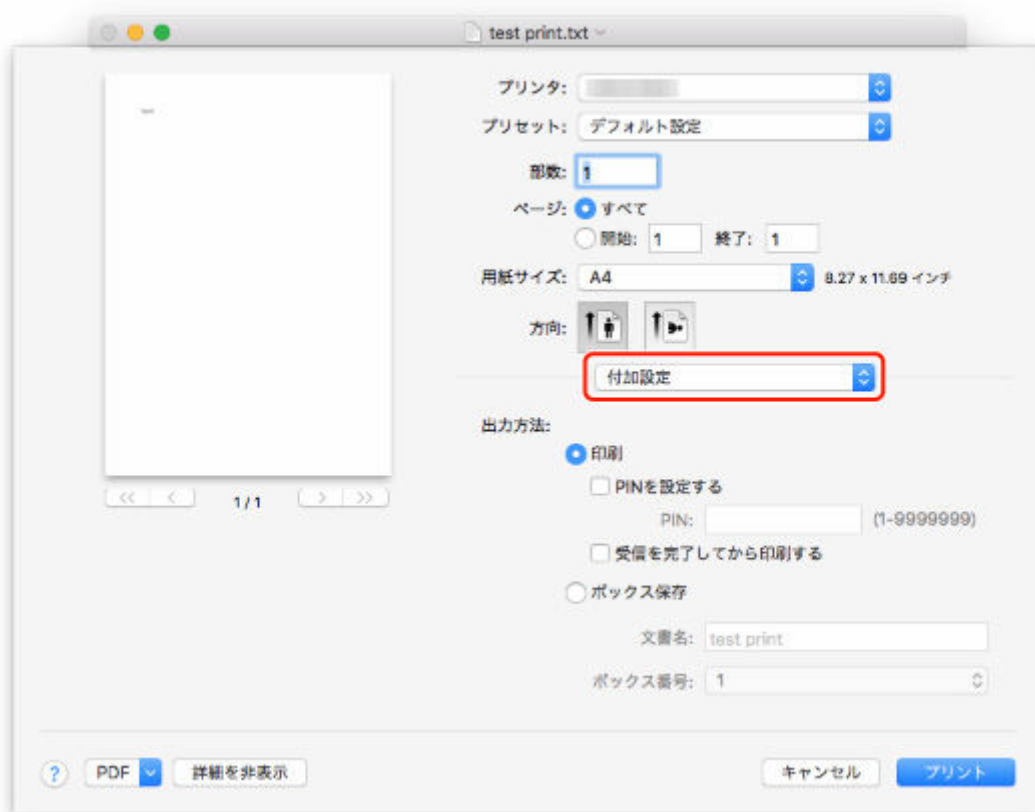 test print.txt
プリンタ:
プリセット: デフォルト設定
部数: 1
ページ: すべて
開始: 1 終了: 1
用紙サイズ: A4 8.27 x 11.69 インチ
方向:
付加設定
出力方法:
印刷
PINを設定する
PIN: (1-9999999)
受信を完了してから印刷する
ボックス保存
文書名: test print
ボックス番号: 1
<< < 1 / 1 > >>
? PDF 詳細を非表示 キャンセル プリント